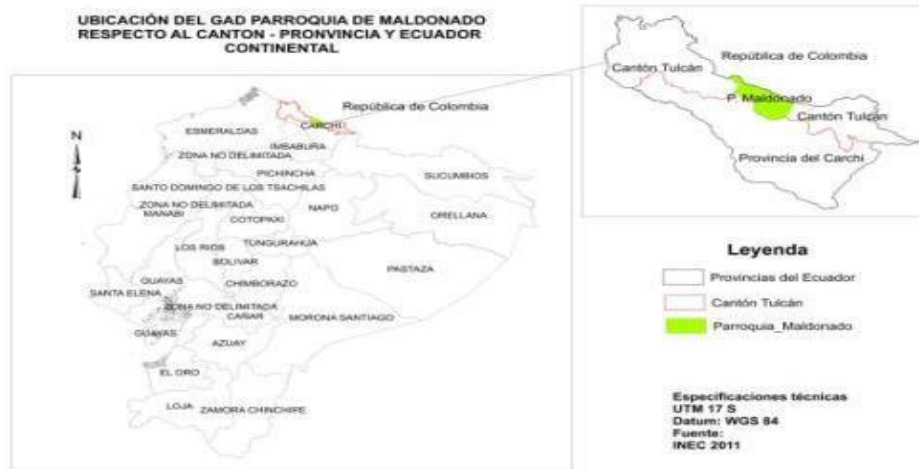 UBICACIÓN DEL GAD PARROQUIA DE MALDONADO
RESPECTO AL CANTON - PRONVINCIA Y ECUADOR
CONTINENTAL
República de Colombia
CARCHI
ESMERALDAS
IMBABURA
ZONA NO DELIMITADA
PICHINCHA
SUCUMBIOS
SANTO DOMINGO DE LOS TSACHILAS
ZONA NO DELIMITADA
NAPO
MANABI
COTOPAXI
ORELLANA
LOS RIOS
TUNGURAHUA
BOLIVAR
PASTAZA
GUAYAS
CHIMBORAZO
SANTA ELENA
ZONA NO DELIMITADA
CAÑAR
MORONA SANTIAGO
GUAYAS
AZUAY
EL ORO
LOJA
ZAMORA CHINCHIPE
N
República de Colombia
Cantón Tulcán
P. Maldonado
Cantón Tulcán
Provincia del Carchi
Leyenda
Provincias del Ecuador
Cantón Tulcán
Parroquia_Maldonado
Especificaciones técnicas
UTM 17 S
Datum: WGS 84
Fuente:
INEC 2011